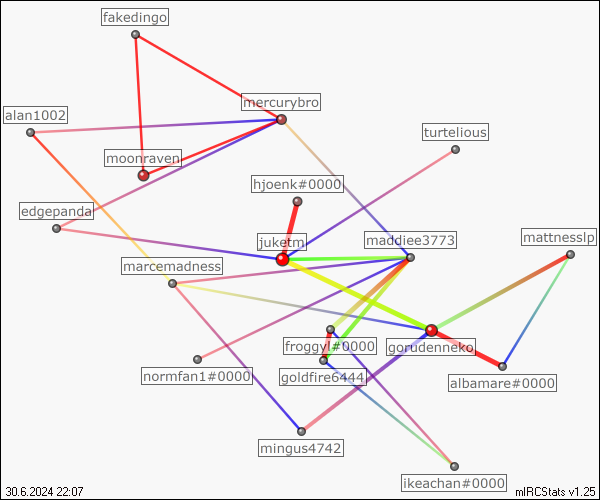 fakedingo
mercurybro
alan1002
turtelious
moonraven
hjoenk#0000
edgepanda
mattnesslp
juketm
maddiee3773
marcemadness
froggyl#0000
gorudenneko
normfan1#0000
goldfire6444
albamare#0000
mingus4742
ikeachan#0000
30.6.2024 22:07
mIRCStats v1.25